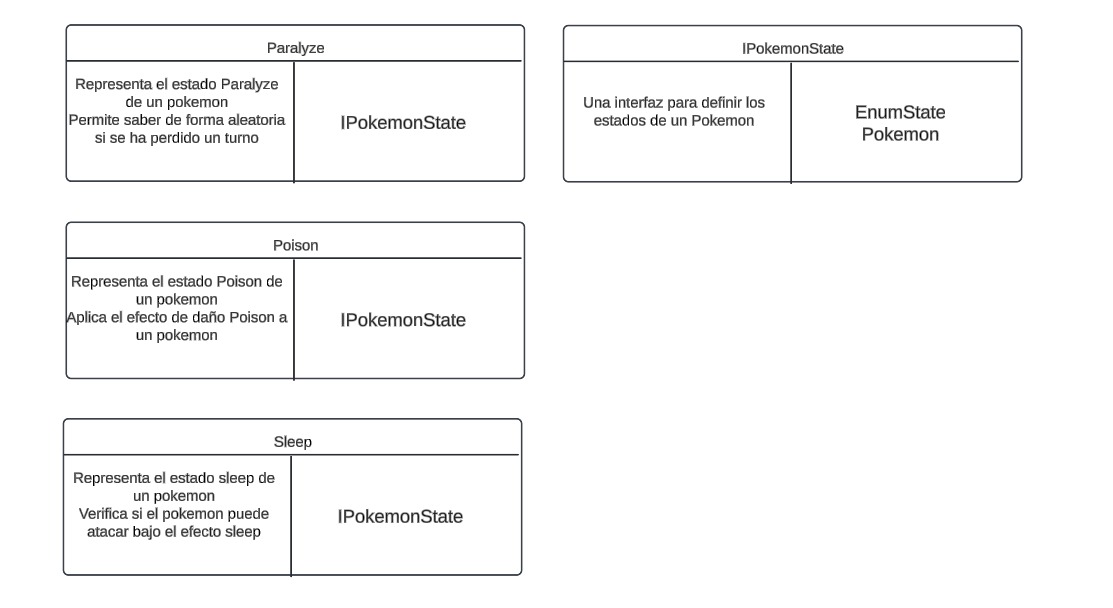 Paralyze
Representa el estado Paralyze
de un pokemon
Permite saber de forma aleatoria
si se ha perdido un turno
IPokemonState
IPokemonState
Una interfaz para definir los
estados de un Pokemon
EnumState
Pokemon
Poison
Representa el estado Poison de
un pokemon
Aplica el efecto de daño Poison a
un pokemon
IPokemonState
Sleep
Representa el estado sleep de
un pokemon
Verifica si el pokemon puede
atacar bajo el efecto sleep
IPokemonState